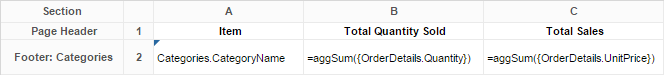 Section A B C
Page Header 1 Item Total Quantity Sold Total Sales
Footer: Categories 2 Categories.CategoryName =aggSum({OrderDetails.Quantity}) =aggSum({OrderDetails.UnitPrice})